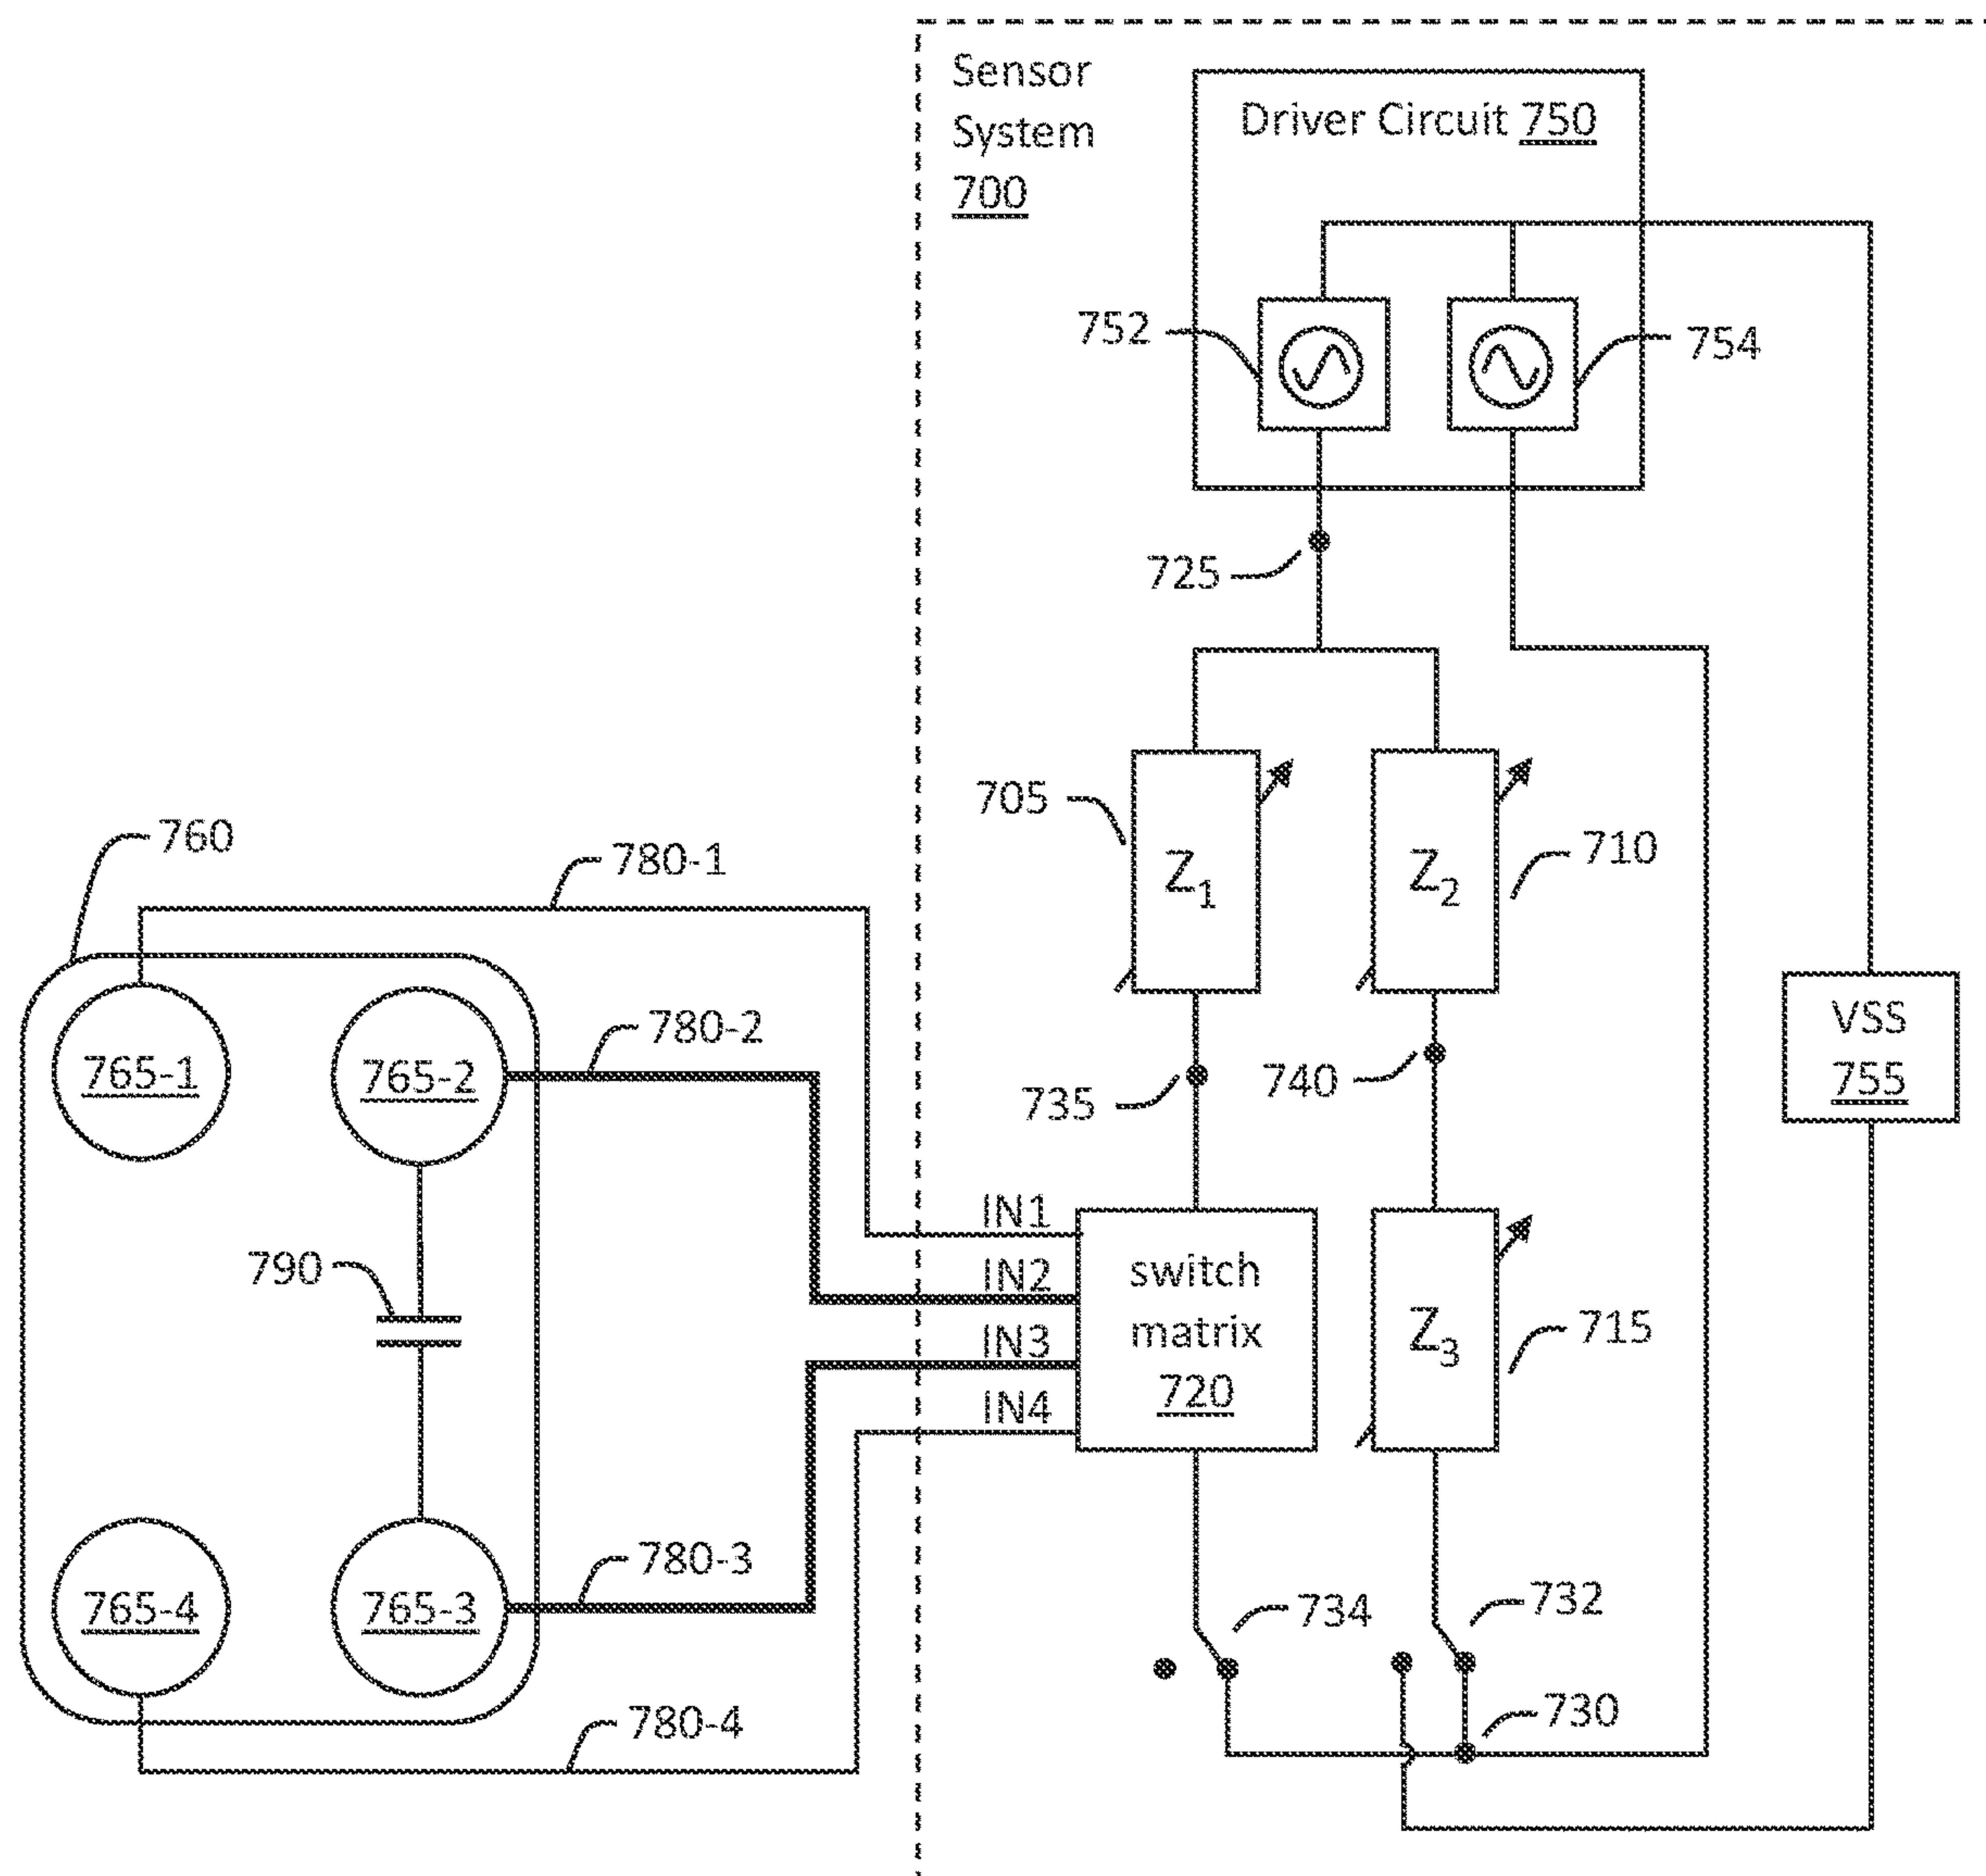 Sensor
System
700
Driver Circuit 750
752
754
725
705
Z1
Z2
710
760
780-1
780-2
765-1
765-2
735
740
VSS
755
790
IN1
IN2
IN3
IN4
switch
matrix
720
Z3
715
780-3
765-4
765-3
734
732
730
780-4